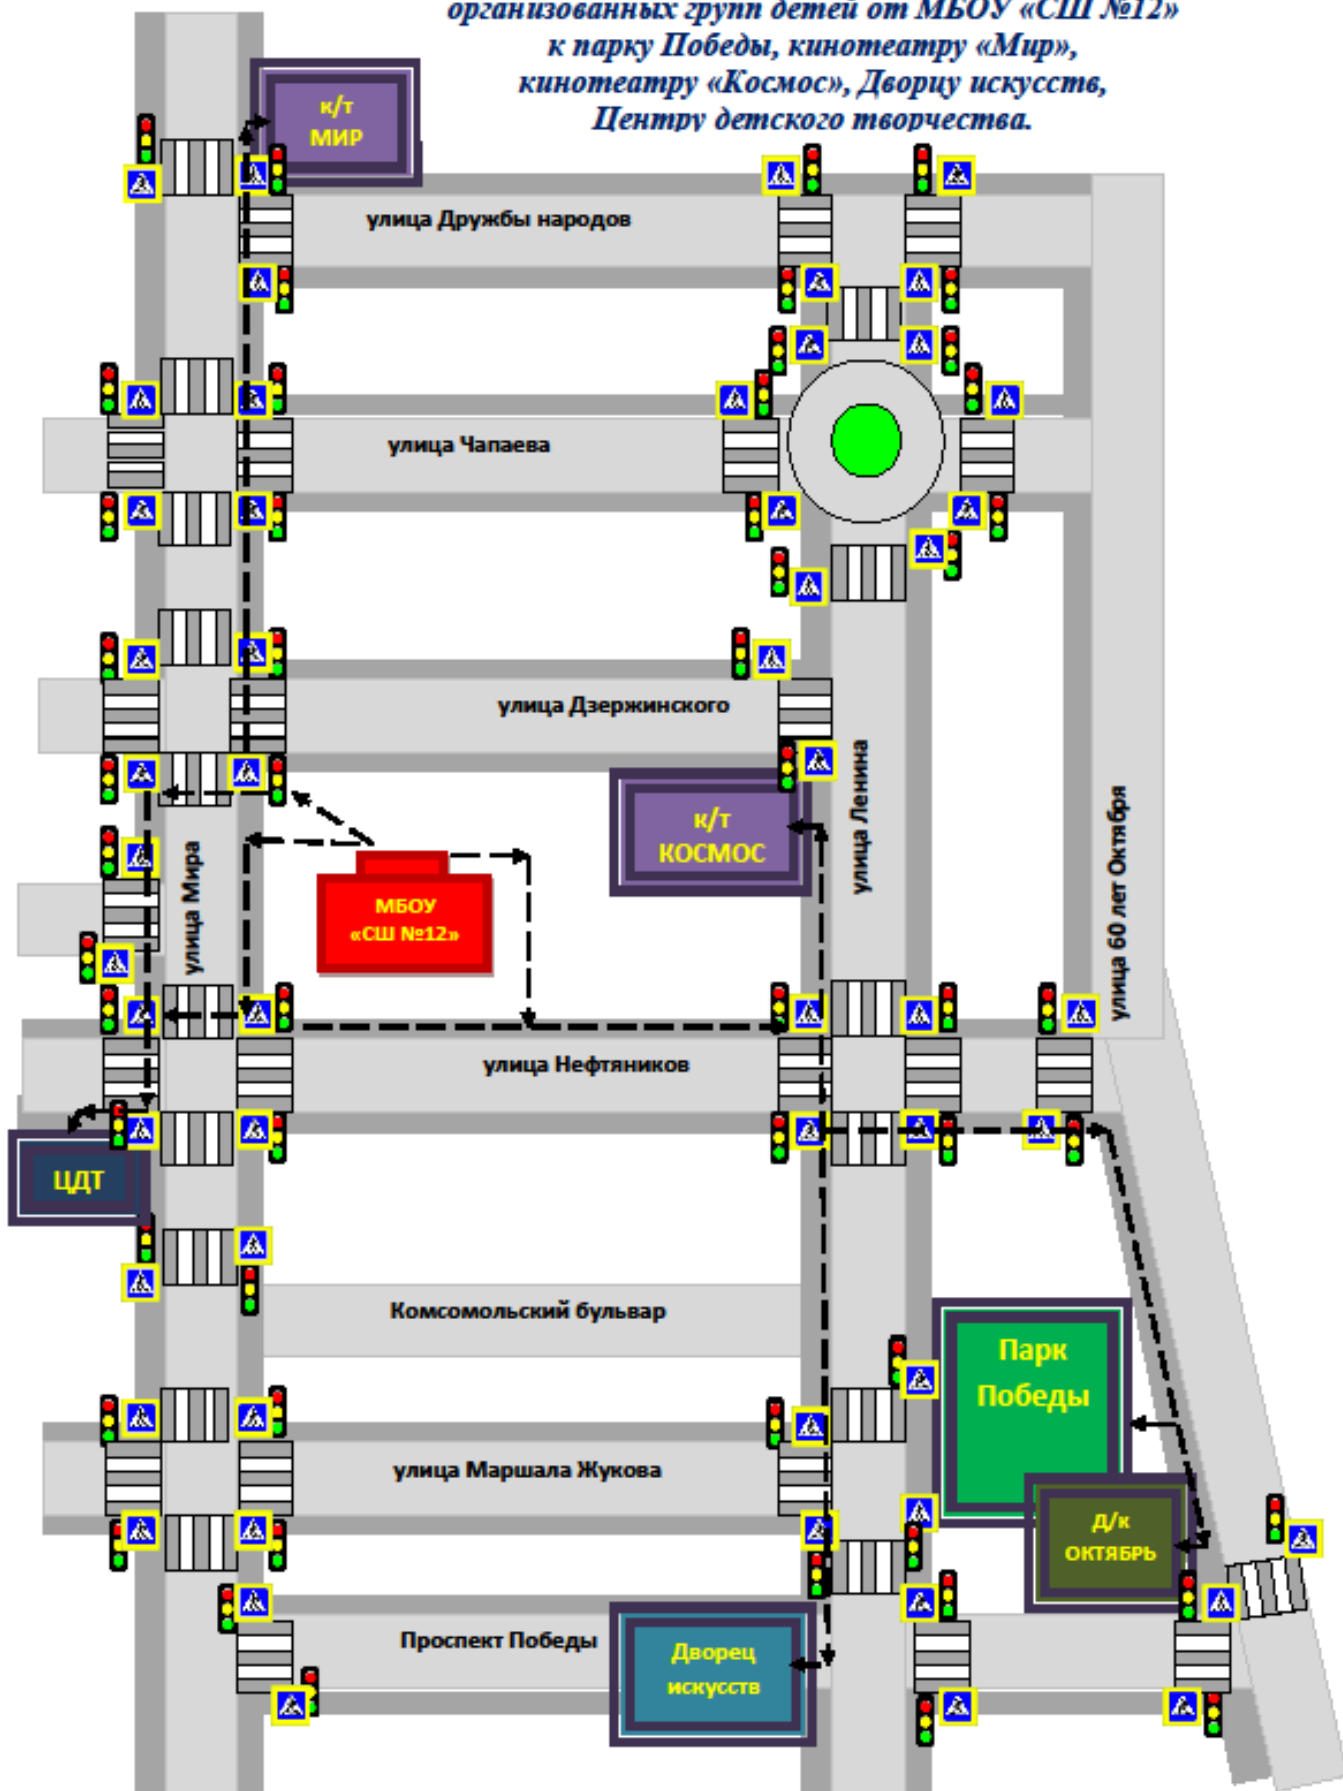 организованных групп детей от МБОУ «СШ №12»
к парку Победы, кинотеатру «Мир»,
кинотеатру «Космос», Дворцу искусств,
Центру детского творчества.
к/т
МИР
улица Дружбы народов
улица Чапаева
улица Дзержинского
к/т
КОСМОС
улица Ленина
улица 60 лет Октября
улица Мира
МБОУ
«СШ №12»
улица Нефтяников
ЦДТ
Комсомольский бульвар
Парк
Победы
улица Маршала Жукова
Д/к
ОКТЯБРЬ
Проспект Победы
Дворец
искусств